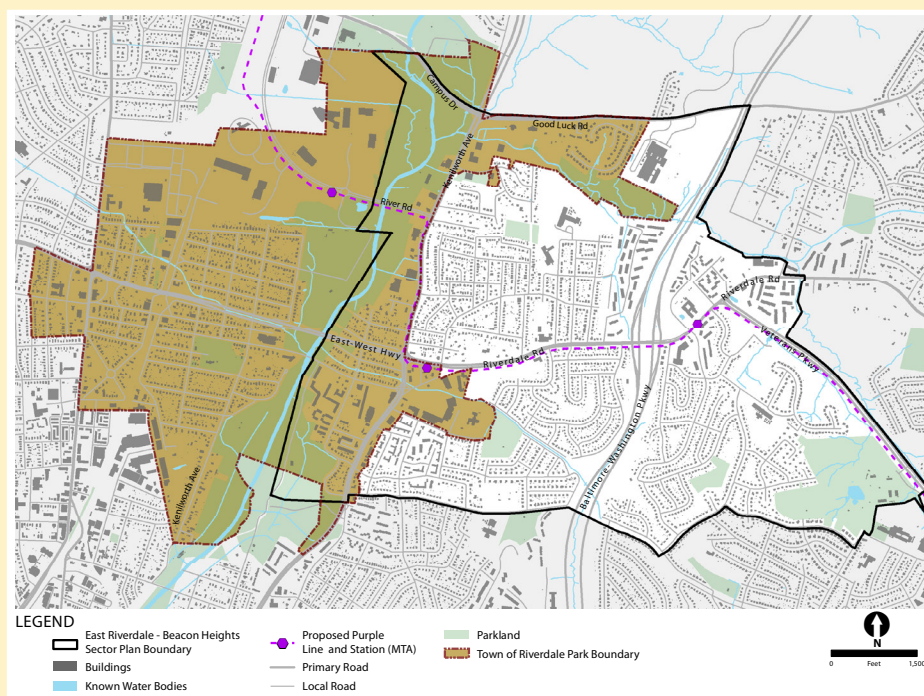 Campus Dr
Good Luck Rd
Kenilworth Ave
River Rd
Riverdale Rd
East-West Hwy
Riverdale Rd
Veterans Pkwy
Baltimore-Washington Pkwy
Kenilworth Ave
LEGEND
East Riverdale - Beacon Heights
Sector Plan Boundary
Buildings
Known Water Bodies
Proposed Purple
Line and Station (MTA)
Primary Road
Local Road
Parkland
Town of Riverdale Park Boundary
N
0 Feet 1,500